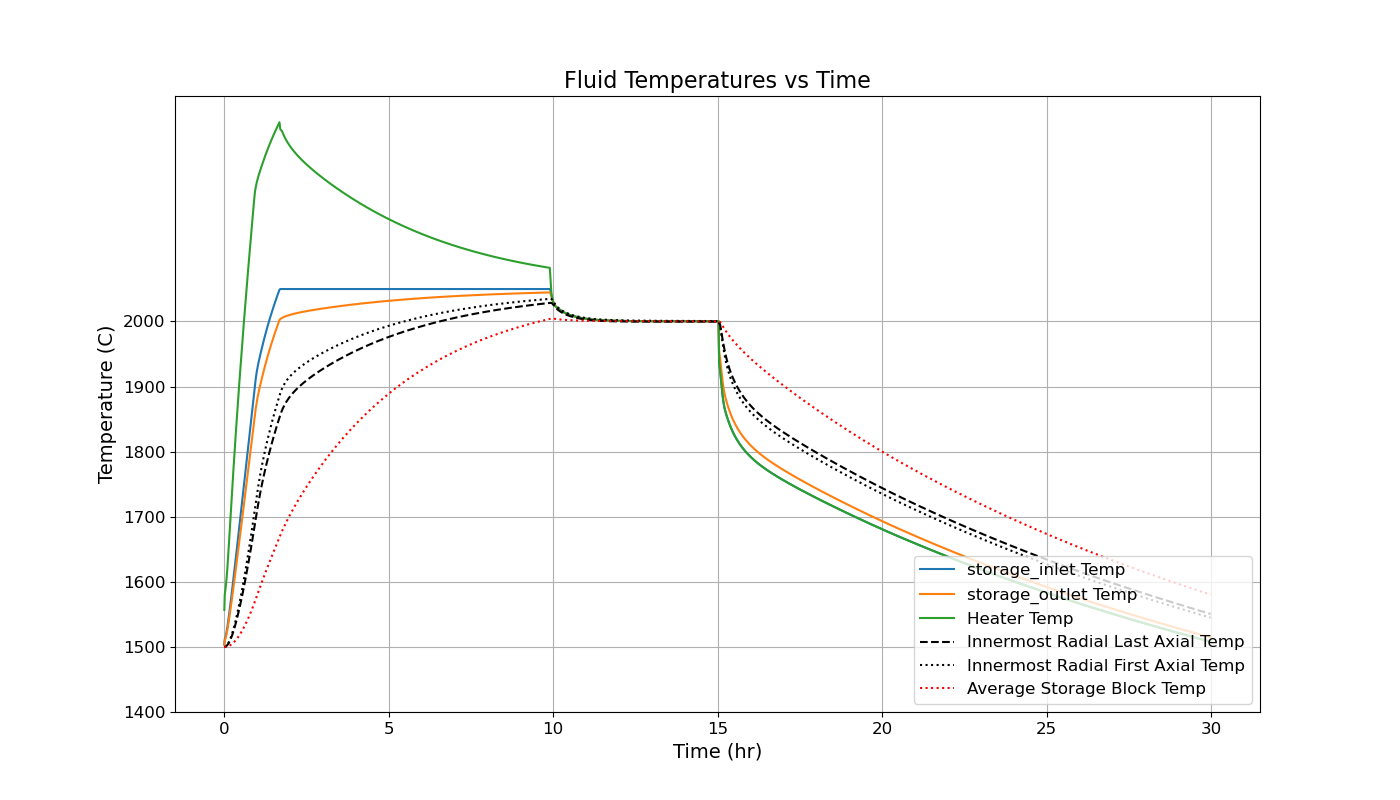 Fluid Temperatures vs Time
Temperature (C)
2000
1900
1800
1700
1600
1500
1400
storage_inlet Temp
storage_outlet Temp
Heater Temp
Innermost Radial Last Axial Temp
Innermost Radial First Axial Temp
Average Storage Block Temp
0 5 10 15 20 25 30
Time (hr)